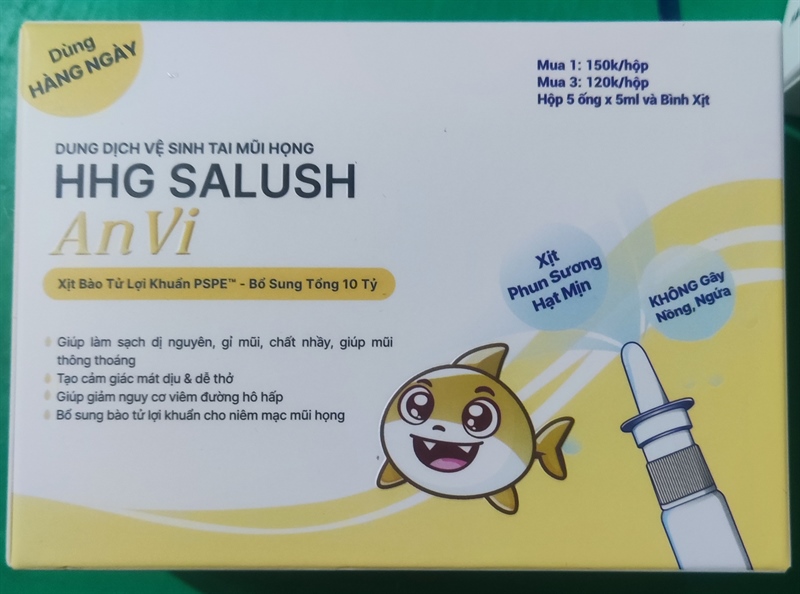 Dùng
HÀNG NGÀY
Mua 1: 150k/hộp
Mua 3: 120k/hộp
Hộp 5 ống x 5ml và Bình Xịt
DUNG DỊCH VỆ SINH TAI MŨI HỌNG
HHG SALUSH
An Vi
Xịt Bào Tử Lợi Khuẩn PSPE™ - Bổ Sung Tổng 10 Tỷ
Xịt
Phun Sương
Hạt Mịn
KHÔNG Gây
Nồng, Ngứa
Giúp làm sạch dị nguyên, gỉ mũi, chất nhầy, giúp mũi
thông thoáng
Tạo cảm giác mát dịu & dễ thở
Giúp giảm nguy cơ viêm đường hô hấp
Bổ sung bào tử lợi khuẩn cho niêm mạc mũi họng